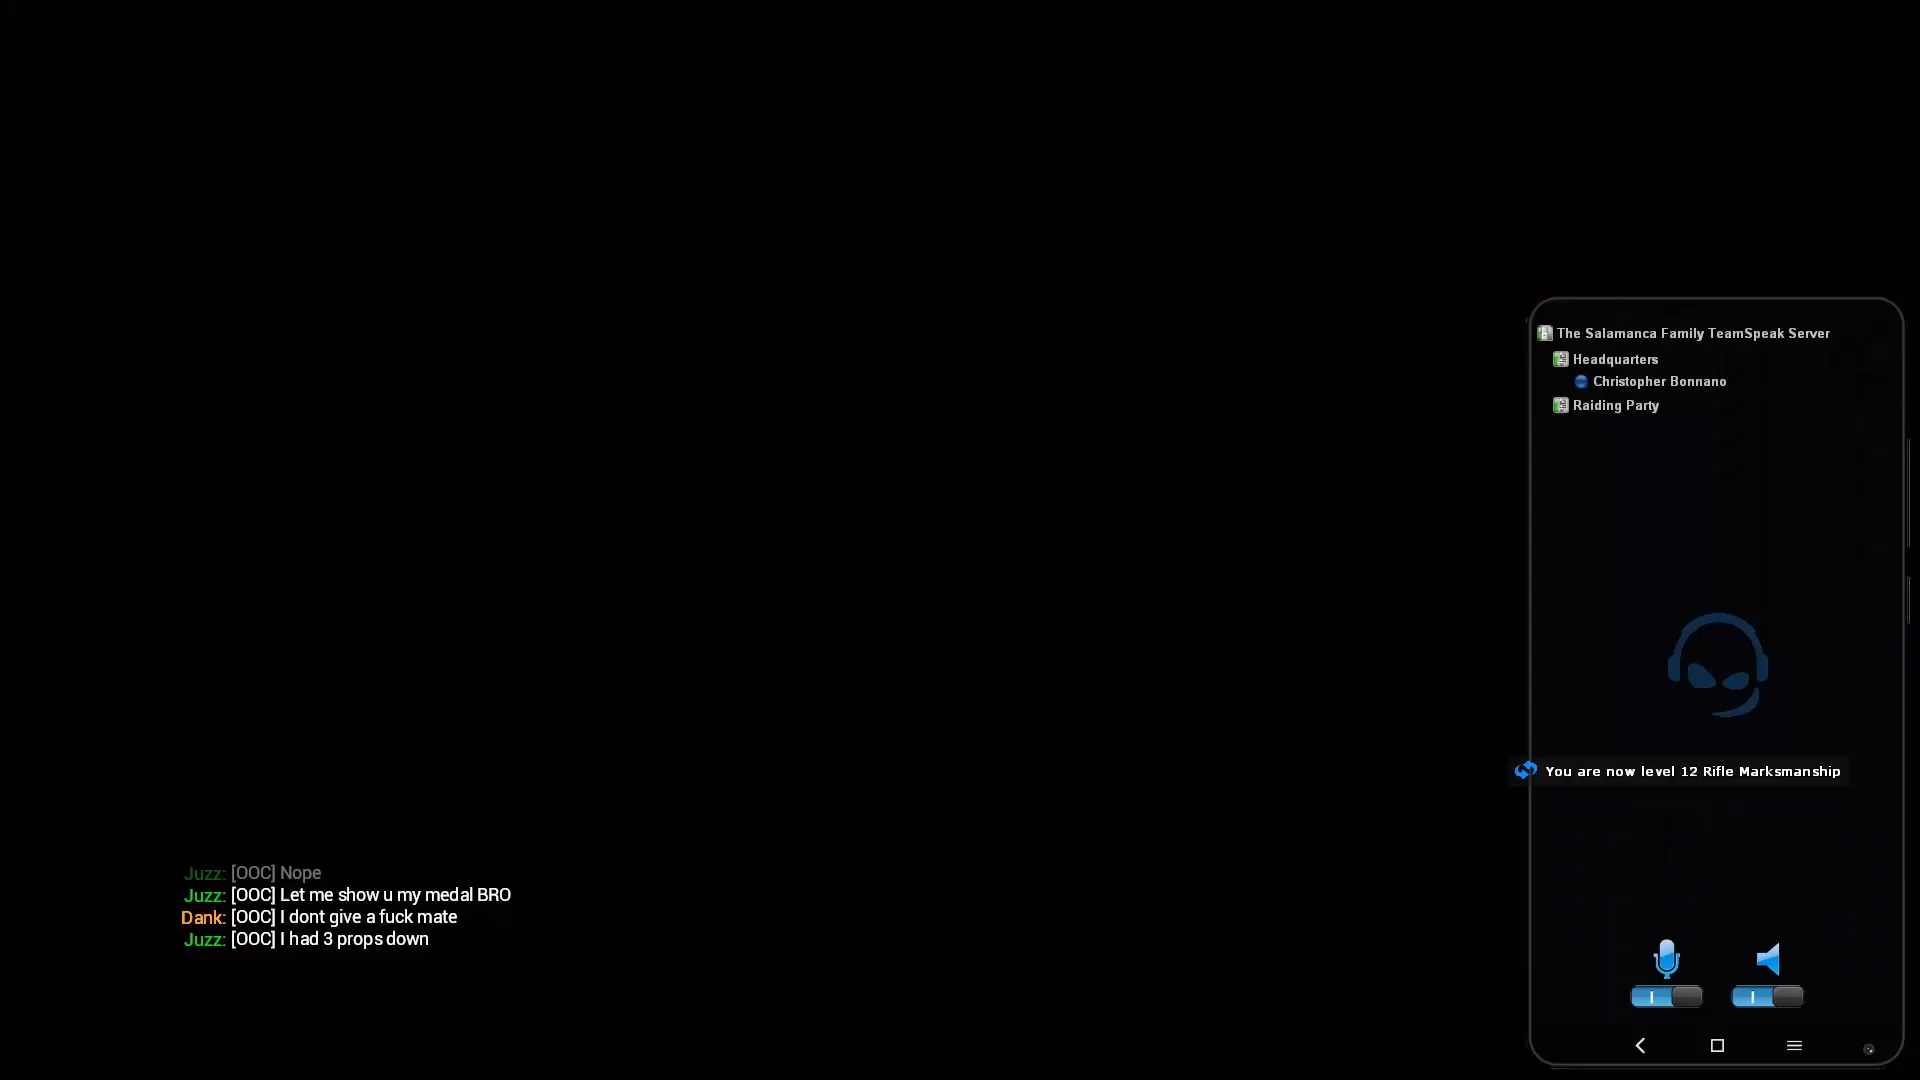 The Salamanca Family TeamSpeak Server
Headquarters
Christopher Bonnano
Raiding Party
You are now level 12 Rifle Marksmanship
Juzz: [OOC] Nope
Juzz: [OOC] Let me show u my medal BRO
Dank: [OOC] I dont give a fuck mate
Juzz: [OOC] I had 3 props down